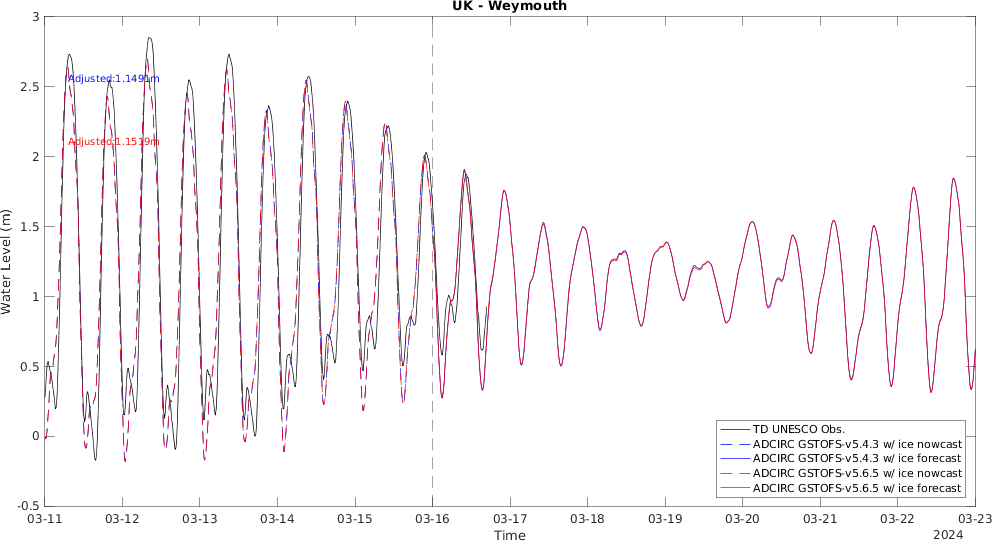 UK - Weymouth
3
2.5
2
1.5
1
0.5
0
-0.5
Water Level (m)
Adjusted:1.1491m
Adjusted:1.1519m
TD UNESCO Obs.
ADCIRC GSTOFS-v5.4.3 w/ ice nowcast
ADCIRC GSTOFS-v5.4.3 w/ ice forecast
ADCIRC GSTOFS-v5.6.5 w/ ice nowcast
ADCIRC GSTOFS-v5.6.5 w/ ice forecast
03-11 03-12 03-13 03-14 03-15 03-16 03-17 03-18 03-19 03-20 03-21 03-22 03-23
Time
2024